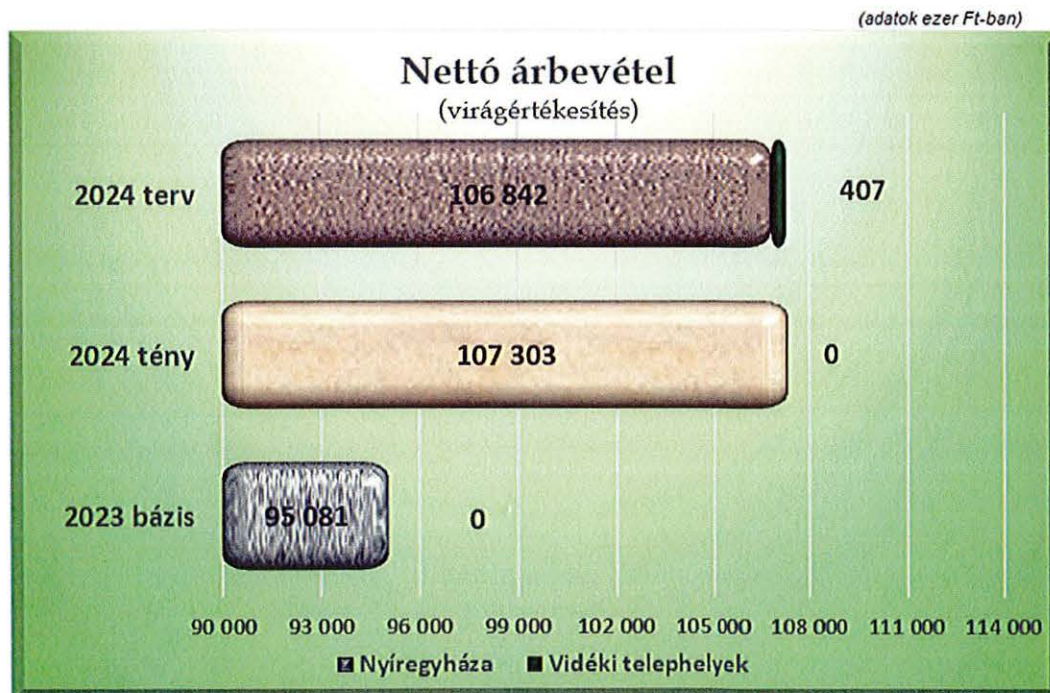 (adatok ezer Ft-ban)
Nettó árbevétel
(virágértékesítés)
2024 terv 106 842 407
2024 tény 107 303 0
2023 bázis 95 081 0
90 000 93 000 96 000 99 000 102 000 105 000 108 000 111 000 114 000
Nyíregyháza Vidéki telephelyek